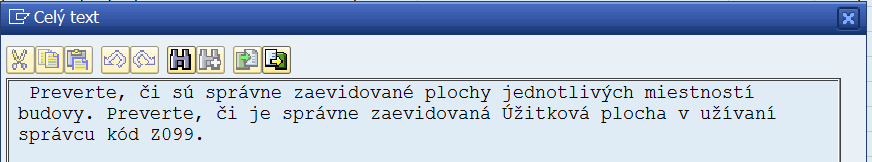 Celý text
Preverte, či sú správne zaevidované plochy jednotlivých miestností
budovy. Preverte, či je správne zaevidovaná Úžitková plocha v užívaní
správcu kód Z099.